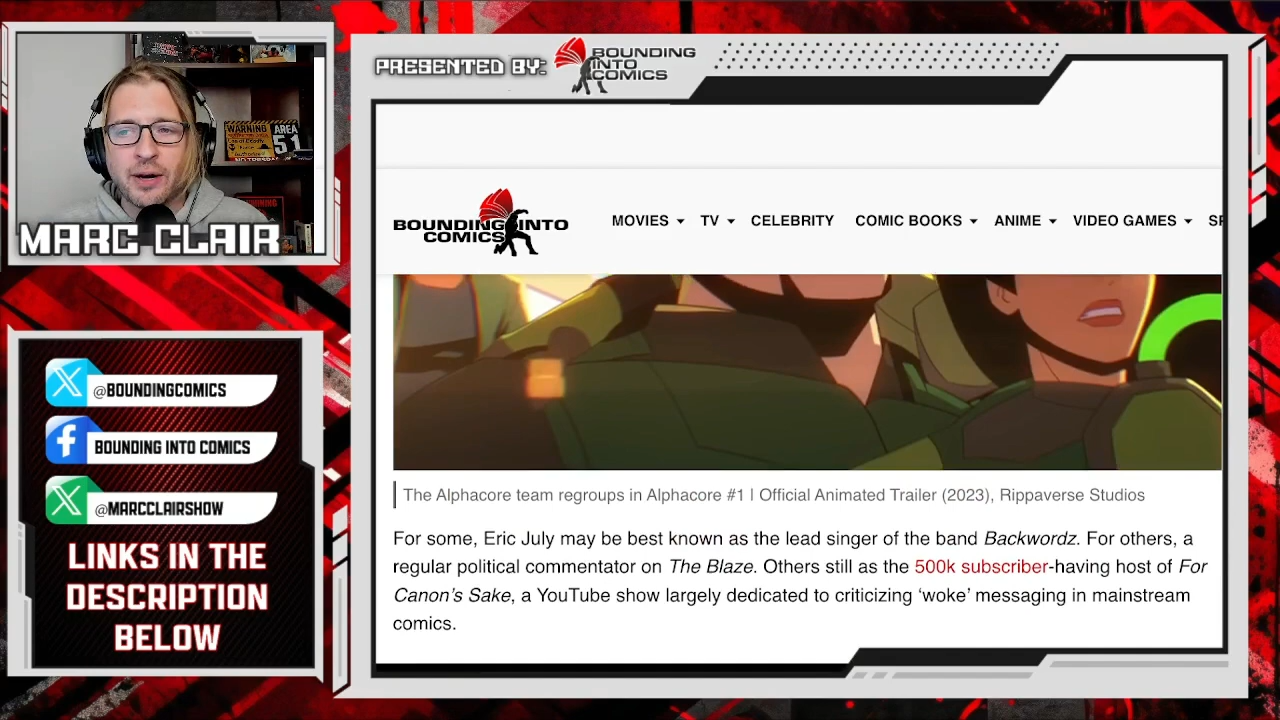 PRESENTED BY:
BOUNDING
INTO
COMICS
WARNING
AREA
51
MARC CLAIR
BOUNDING INTO
COMICS
MOVIES TV CELEBRITY COMIC BOOKS ANIME VIDEO GAMES SP
@BOUNDINGCOMICS
BOUNDING INTO COMICS
@MARCCLAIRSHOW
LINKS IN THE
DESCRIPTION
BELOW
The Alphacore team regroups in Alphacore #1 | Official Animated Trailer (2023), Rippaverse Studios
For some, Eric July may be best known as the lead singer of the band Backwordz. For others, a
regular political commentator on The Blaze. Others still as the 500k subscriber-having host of For
Canon's Sake, a YouTube show largely dedicated to criticizing ‘woke’ messaging in mainstream
comics.